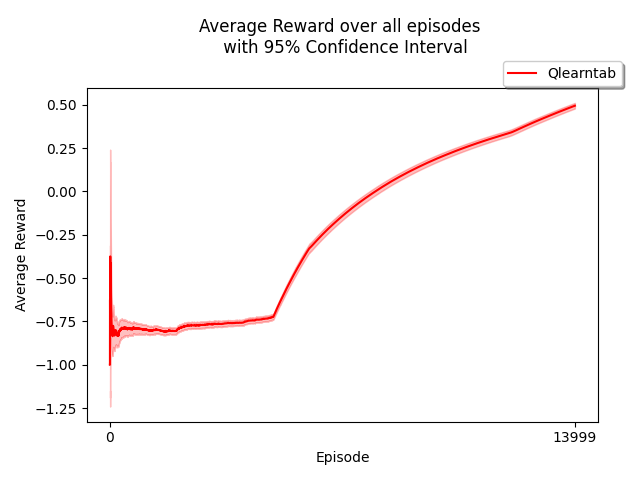 Average Reward over all episodes
with 95% Confidence Interval
Qlearntab
0.50
0.25
0.00
−0.25
−0.50
−0.75
−1.00
−1.25
Average Reward
0
13999
Episode